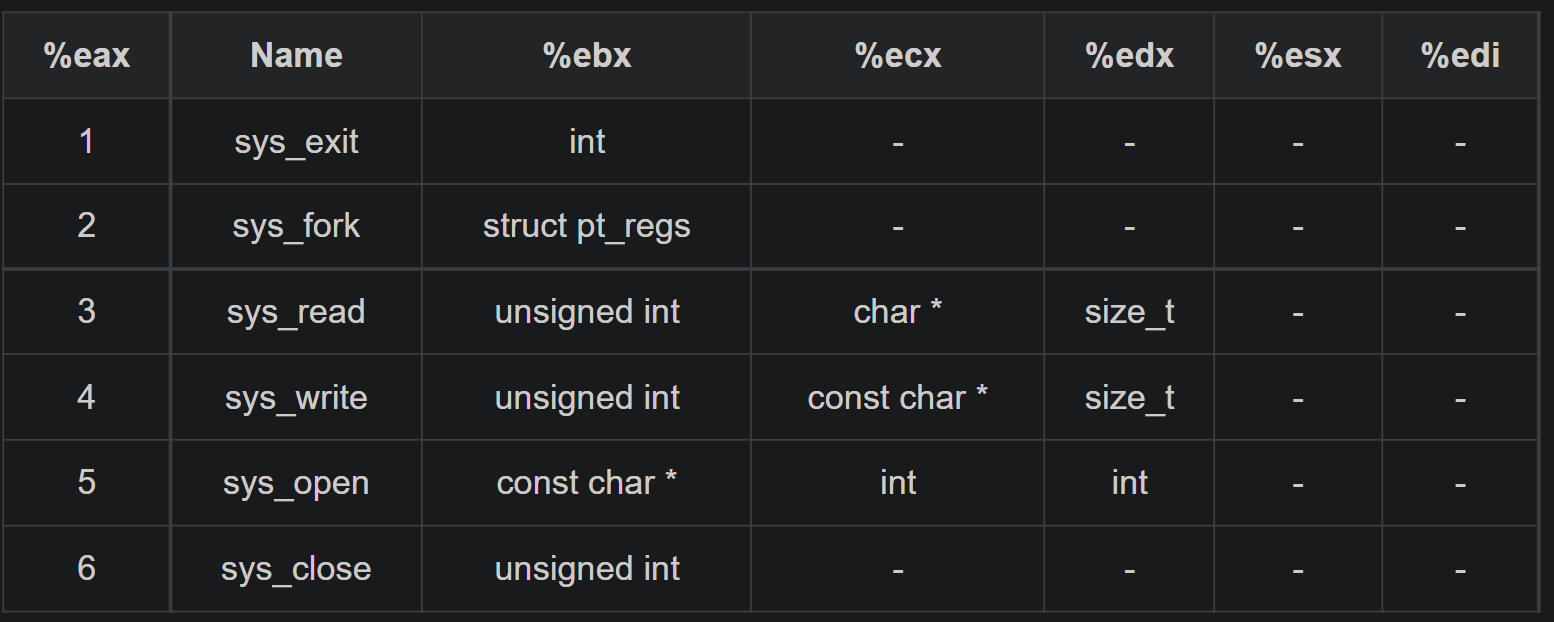 %eax Name %ebx %ecx %edx %esx %edi
1 sys_exit int - - - -
2 sys_fork struct pt_regs - - - -
3 sys_read unsigned int char * size_t - -
4 sys_write unsigned int const char * size_t - -
5 sys_open const char * int int - -
6 sys_close unsigned int - - - -